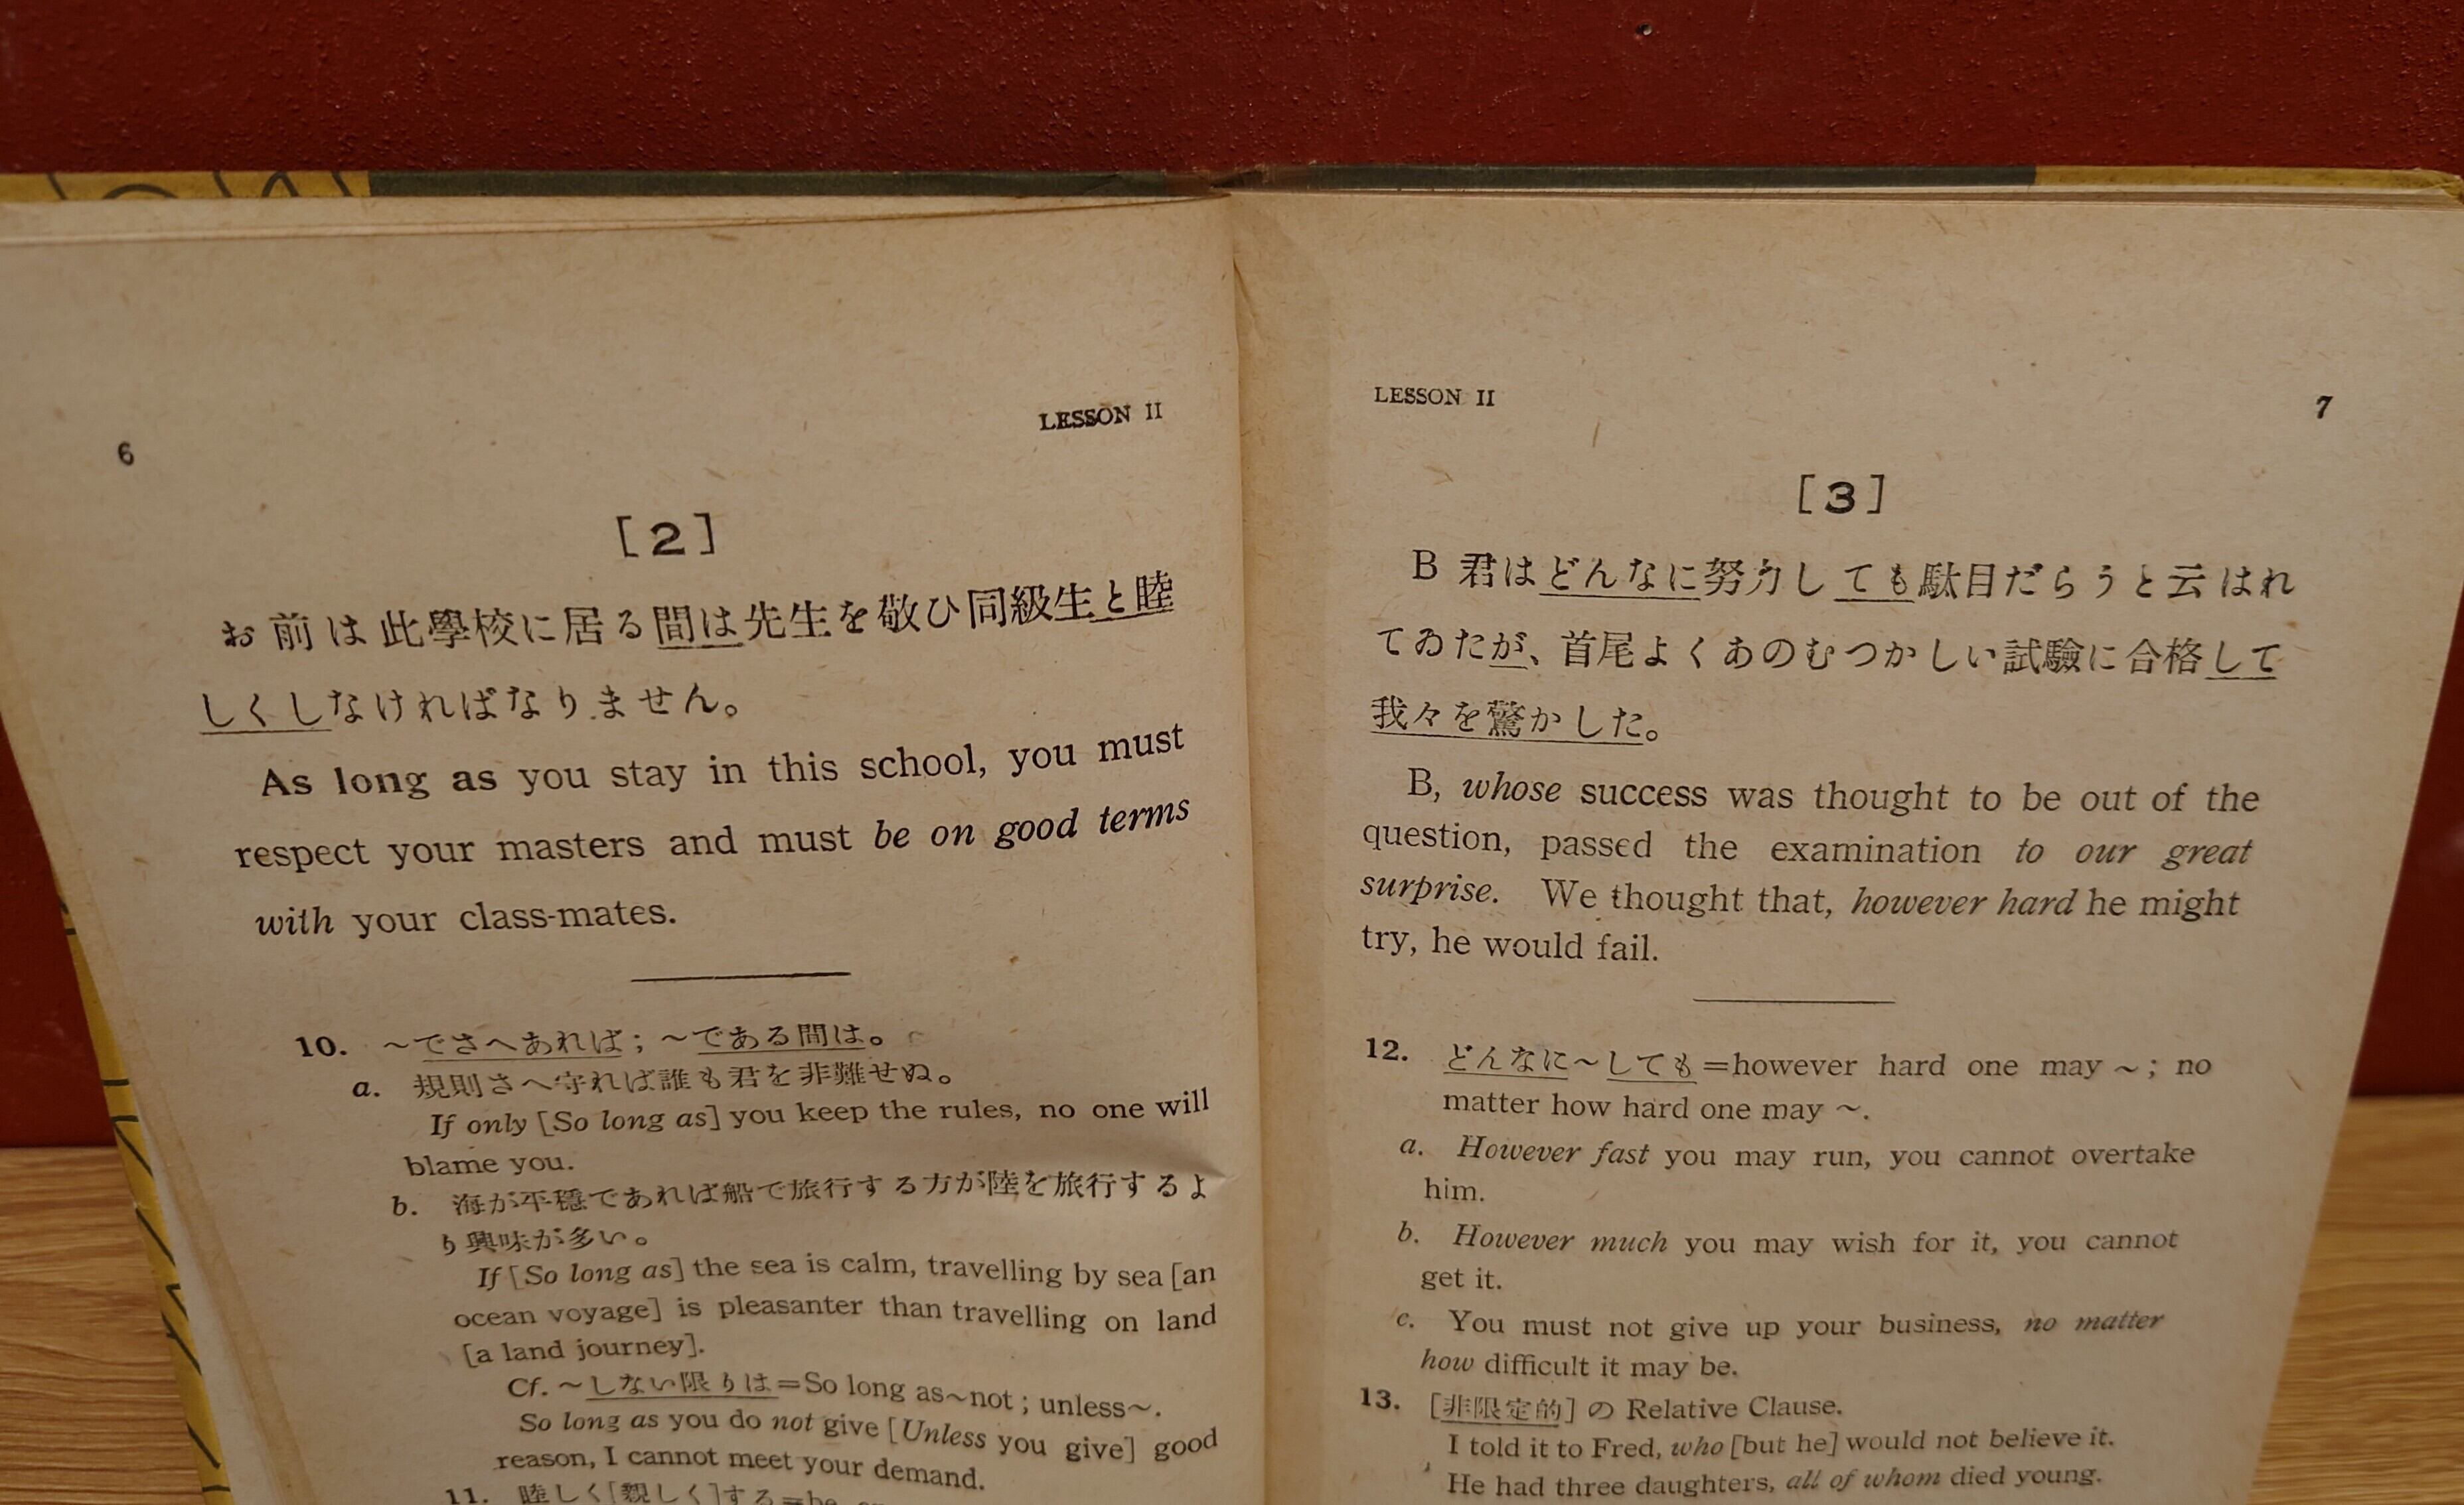 6
LESSON II
[2]
お前は此學校に居る間は先生を敬ひ同級生と睦
しくしなければなりません。
As long as you stay in this school, you must
respect your masters and must be on good terms
with your class-mates.
10. ～でさへあれば；～である間は。
a. 規則さへ守れば誰も君を非難せぬ。
If only [So long as] you keep the rules, no one will
blame you.
b. 海が平穏であれば船で旅行する方が陸を旅行するよ
り興味が多い。
If [So long as] the sea is calm, travelling by sea [an
ocean voyage] is pleasanter than travelling on land
[a land journey].
Cf. ～しない限りは=So long as～not; unless～.
So long as you do not give [Unless you give] good
reason, I cannot meet your demand.
11. 睦しく[親しく]する=be
LESSON II
7
[3]
B 君はどんなに努力しても駄目だらうと云はれ
てゐたが、首尾よくあのむつかしい試驗に合格して
我々を驚かした。
B, whose success was thought to be out of the
question, passed the examination to our great
surprise. We thought that, however hard he might
try, he would fail.
12. どんなに～しても=however hard one may ～; no
matter how hard one may ～.
a. However fast you may run, you cannot overtake
him.
b. However much you may wish for it, you cannot
get it.
c. You must not give up your business, no matter
how difficult it may be.
13. [非限定的] の Relative Clause.
I told it to Fred, who [but he] would not believe it.
He had three daughters, all of whom died young.